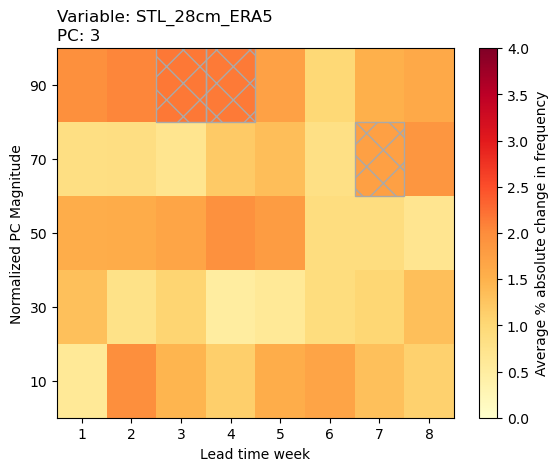 Variable: STL_28cm_ERA5
PC: 3
90
70
50
30
10
Normalized PC Magnitude
1 2 3 4 5 6 7 8
Lead time week
4.0
3.5
3.0
2.5
2.0
1.5
1.0
0.5
0.0
Average % absolute change in frequency